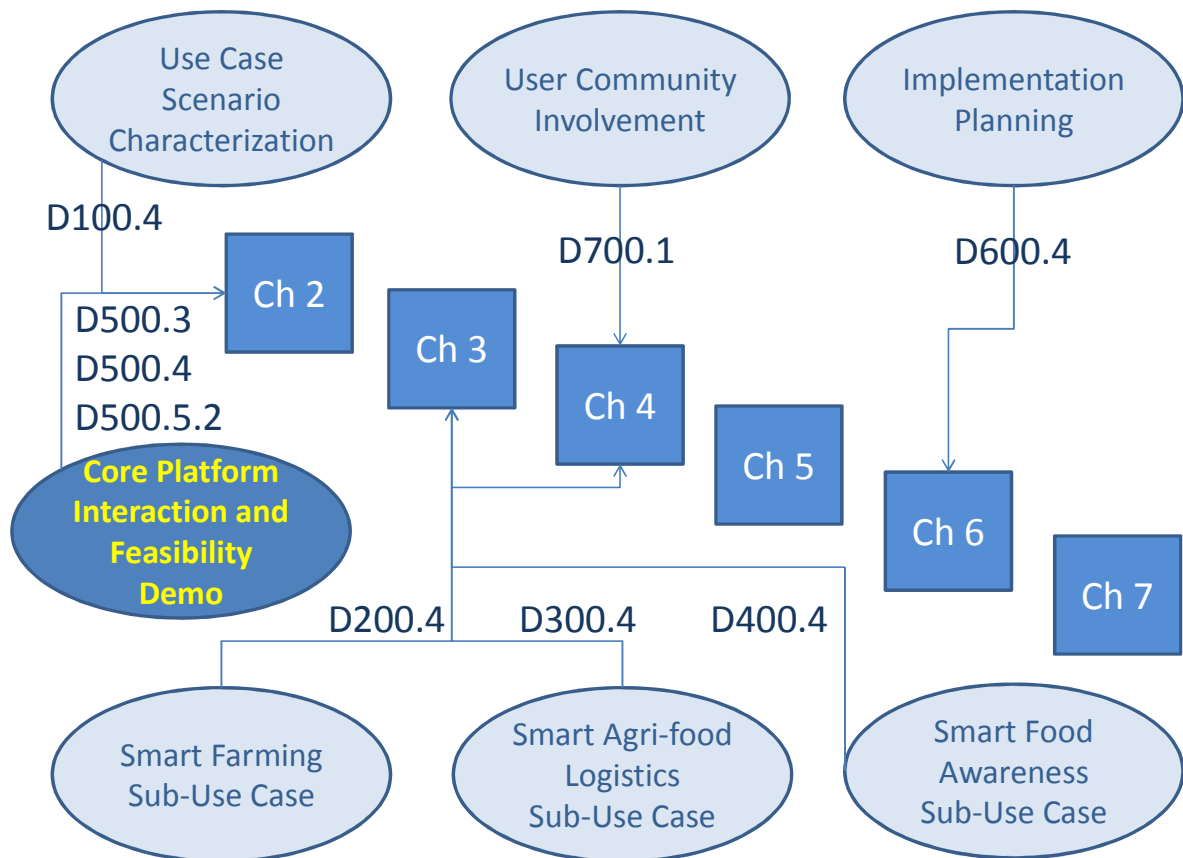 Use Case
Scenario
Characterization
User Community
Involvement
Implementation
Planning
D100.4
D700.1
D600.4
Ch 2
D500.3
D500.4
D500.5.2
Ch 3
Ch 4
Ch 5
Ch 6
Ch 7
Core Platform
Interaction and
Feasibility
Demo
D200.4
D300.4
D400.4
Smart Farming
Sub-Use Case
Smart Agri-food
Logistics
Sub-Use Case
Smart Food
Awareness
Sub-Use Case